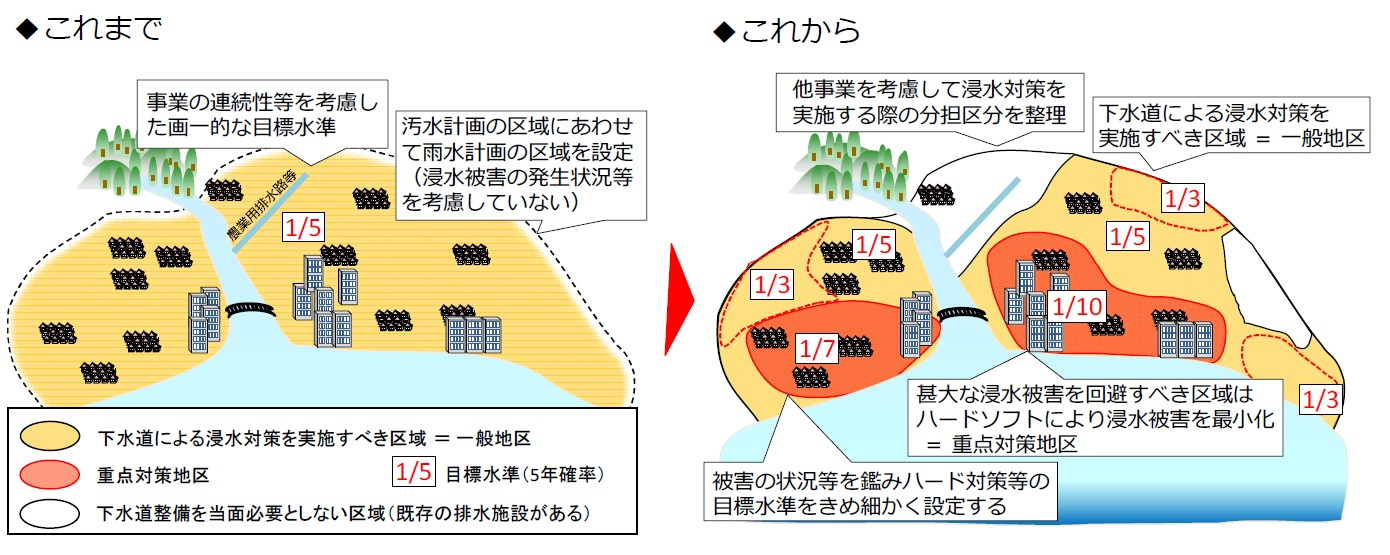 ◆これまで
事業の連続性等を考慮し
た画一的な目標水準
汚水計画の区域にあわせ
て雨水計画の区域を設定
（浸水被害の発生状況等
を考慮していない）
農業用排水路等
1/5
下水道による浸水対策を実施すべき区域 ＝ 一般地区
重点対策地区
1/5 目標水準（5年確率）
下水道整備を当面必要としない区域（既存の排水施設がある）
◆これから
他事業を考慮して浸水対策を
実施する際の分担区分を整理
下水道による浸水対策を
実施すべき区域 ＝ 一般地区
1/3
1/5
1/5
1/3
1/10
1/7
1/3
甚大な浸水被害を回避すべき区域は
ハードソフトにより浸水被害を最小化
＝ 重点対策地区
被害の状況等を鑑みハード対策等の
目標水準をきめ細かく設定する